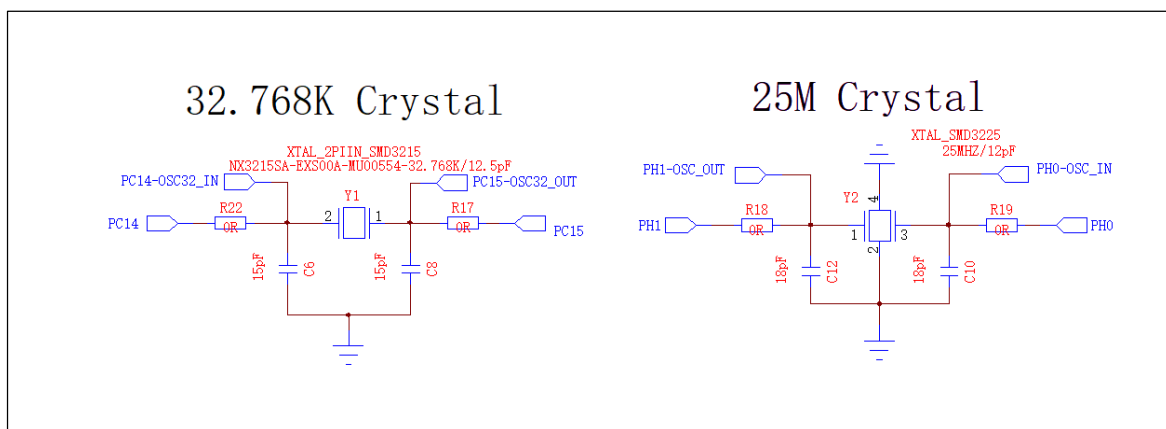 32.768K Crystal
XTAL_2PIIN_SMD3215
NX3215SA-EXS00A-MU00554-32.768K/12.5pF
PC14-OSC32_IN
PC15-OSC32_OUT
Y1
PC14
R22
0R
2
1
R17
0R
PC15
15pF
C6
15pF
C8
25M Crystal
XTAL_SMD3225
25MHZ/12pF
PH1-OSC_OUT
PH0-OSC_IN
Y2
4
PH1
R18
0R
1
3
2
R19
0R
PH0
18pF
C12
18pF
C10